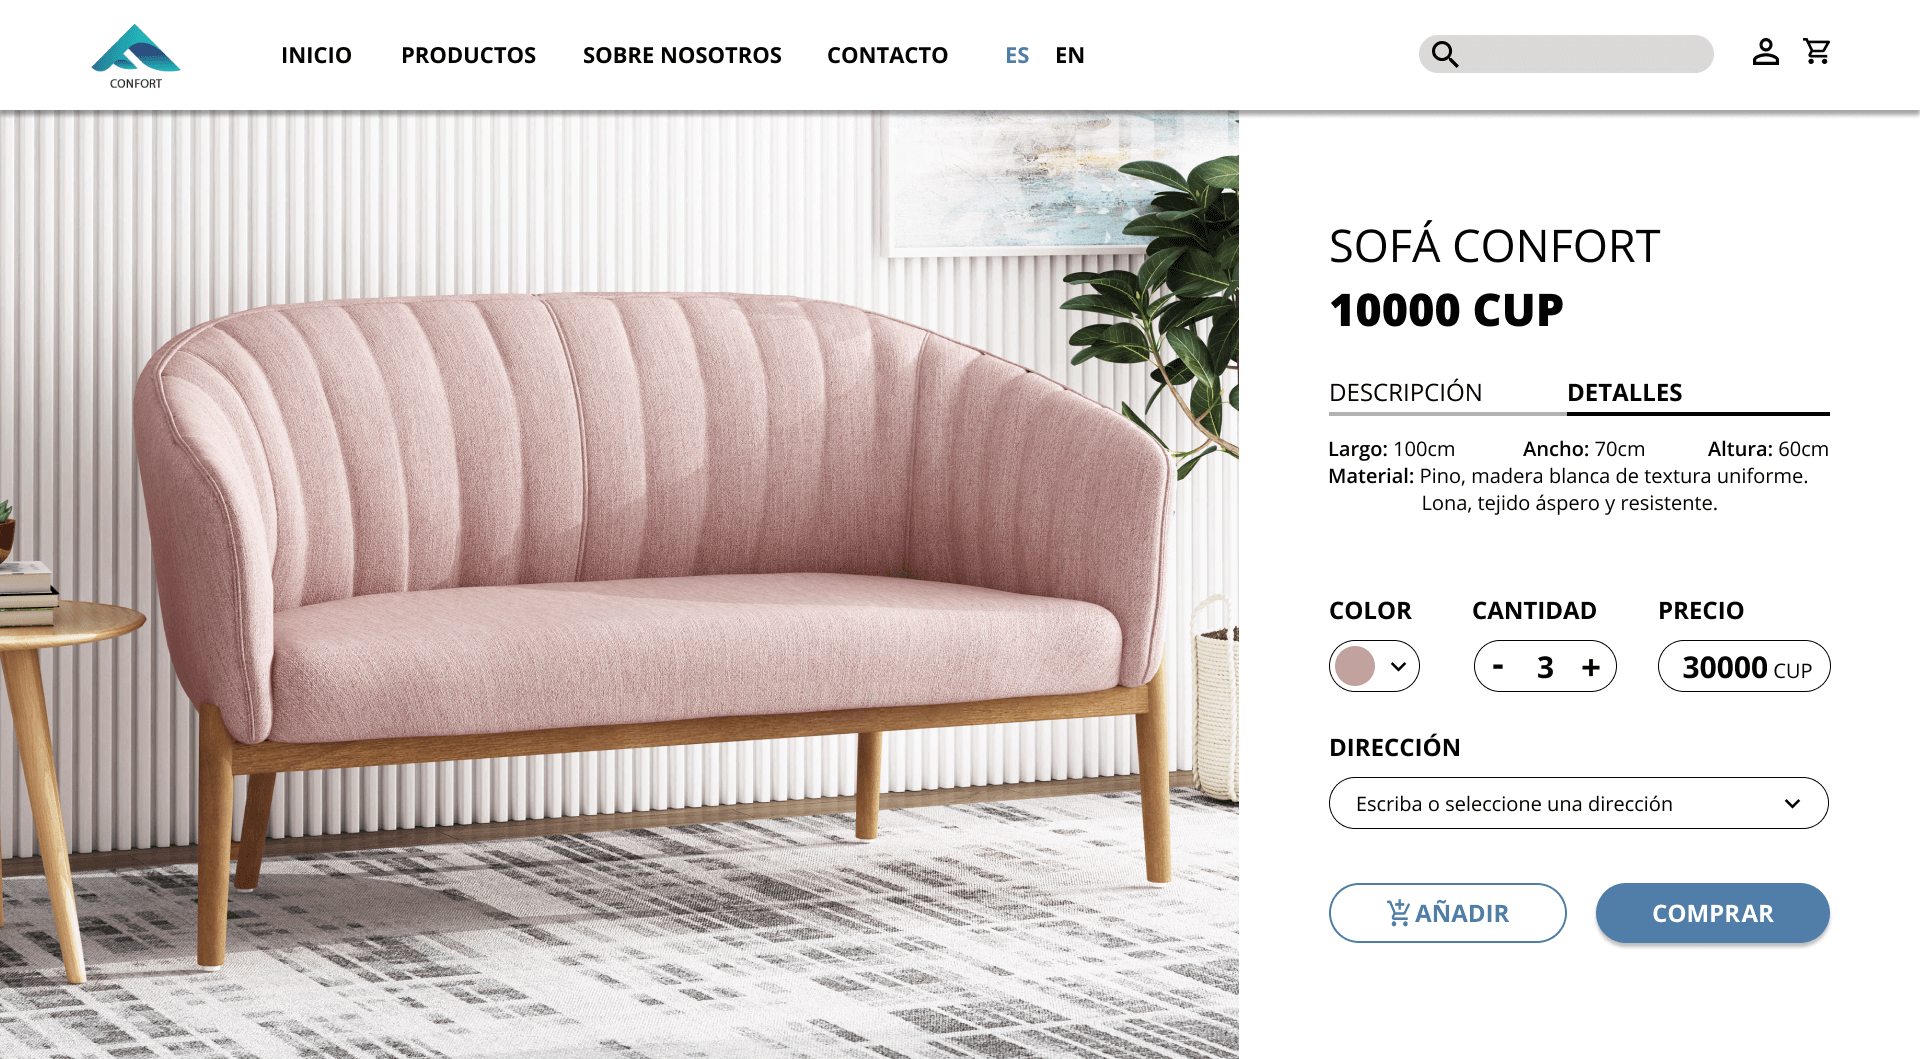 CONFORT
INICIO PRODUCTOS SOBRE NOSOTROS CONTACTO ES EN
SOFÁ CONFORT
10000 CUP
DESCRIPCIÓN DETALLES
Largo: 100cm Ancho: 70cm Altura: 60cm
Material: Pino, madera blanca de textura uniforme.
Lona, tejido áspero y resistente.
COLOR CANTIDAD PRECIO
- 3 + 30000 CUP
DIRECCIÓN
Escriba o seleccione una dirección
AÑADIR COMPRAR